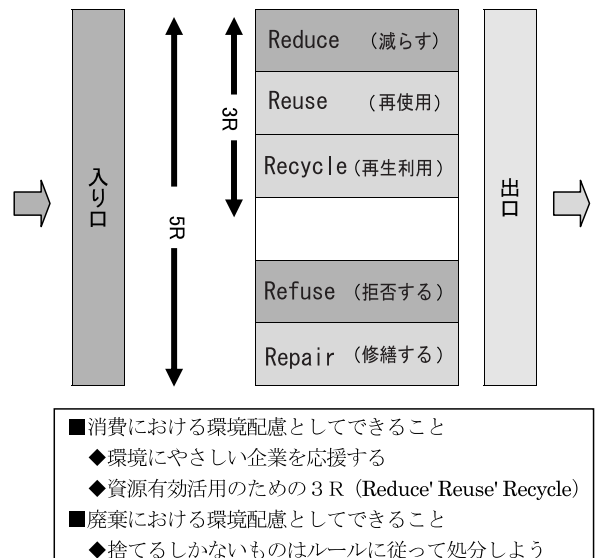 入り口
5R
3R
Reduce （減らす）
Reuse （再使用）
Recycle（再生利用）
Refuse （拒否する）
Repair （修繕する）
出口
■消費における環境配慮としてできること
◆環境にやさしい企業を応援する
◆資源有効活用のための３Ｒ（Reduce' Reuse' Recycle）
■廃棄における環境配慮としてできること
◆捨てるしかないものはルールに従って処分しよう